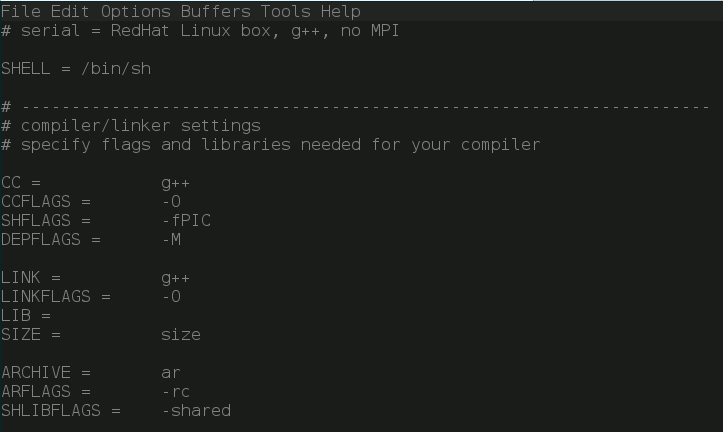 File Edit Options Buffers Tools Help
# serial = RedHat Linux box, g++, no MPI
SHELL = /bin/sh
# ---------------------------------------------------------------------
# compiler/linker settings
# specify flags and libraries needed for your compiler
CC =            g++
CCFLAGS =       -O
SHFLAGS =       -fPIC
DEPFLAGS =      -M
LINK =          g++
LINKFLAGS =     -O
LIB =
SIZE =          size
ARCHIVE =       ar
ARFLAGS =       -rc
SHLIBFLAGS =    -shared